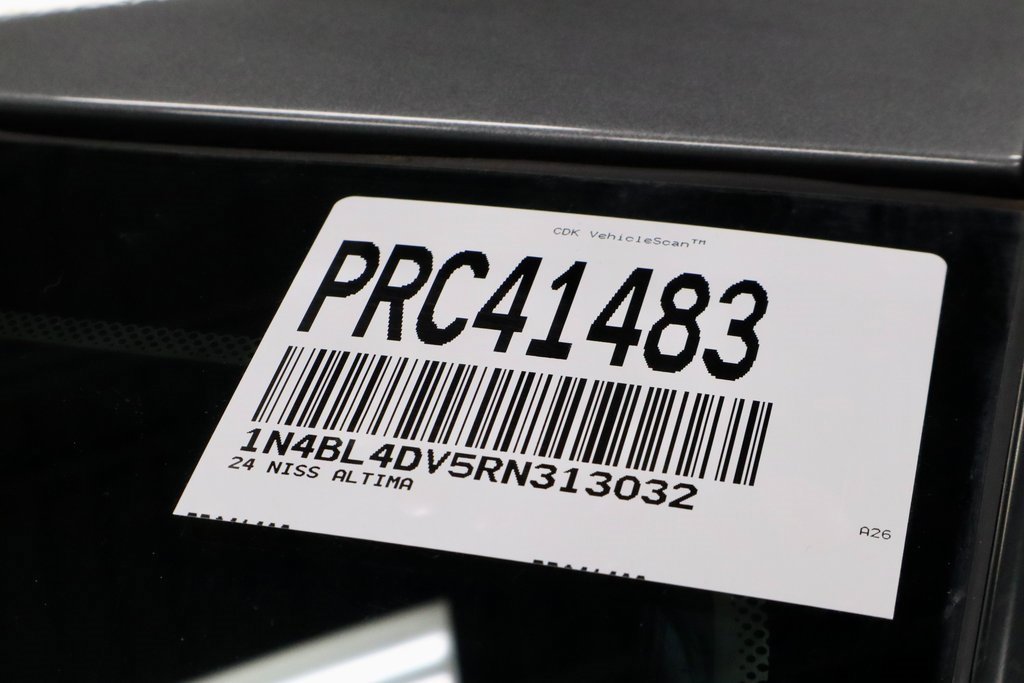 CDK VehicleScan™
PRC41483
1N4BL4DV5RN313032
24 NISS ALTIMA
A26